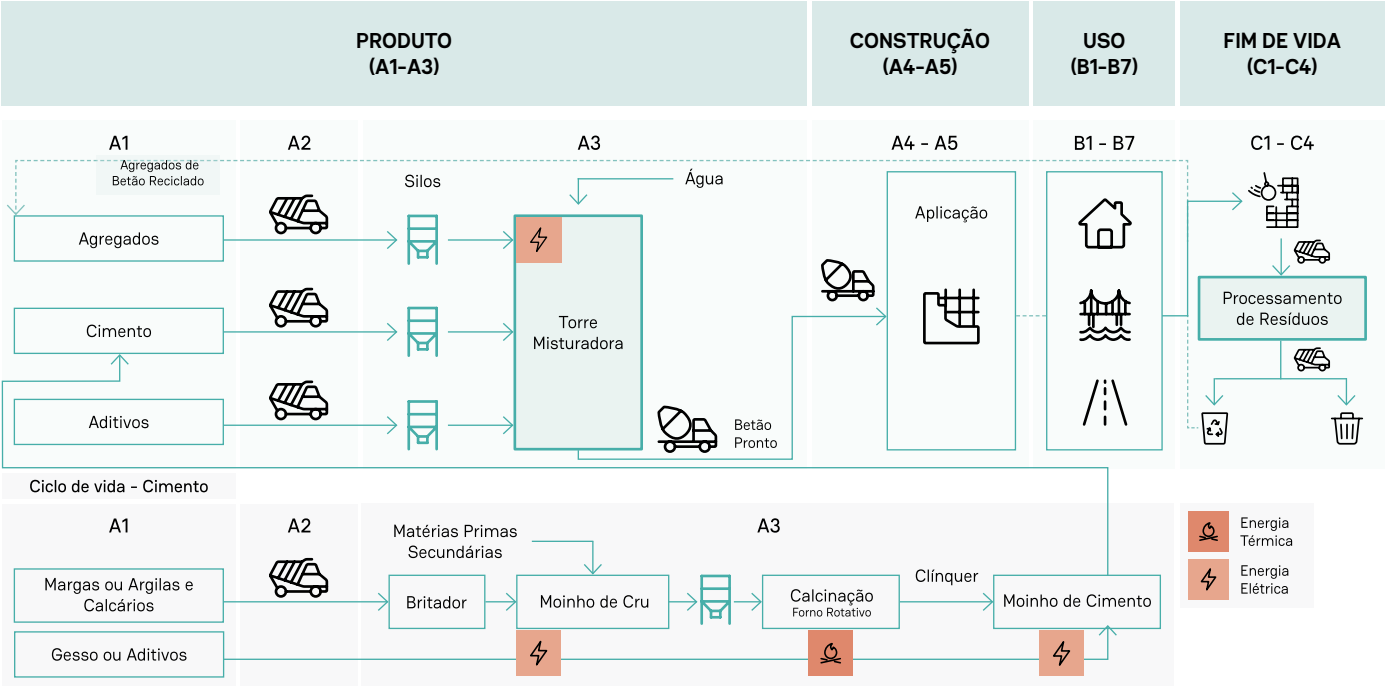 PRODUTO
(A1-A3)
CONSTRUÇÃO
(A4-A5)
USO
(B1-B7)
FIM DE VIDA
(C1-C4)
A1
A2
A3
A4 - A5
B1 - B7
C1 - C4
Agregados de
Betão Reciclado
Silos
Água
Agregados
Aplicação
Cimento
Torre
Misturadora
Processamento
de Resíduos
Aditivos
Betão
Pronto
Ciclo de vida - Cimento
A1
A2
A3
Matérias Primas
Secundárias
Energia
Térmica
Margas ou Argilas e
Calcários
Britador
Moinho de Cru
Calcinação
Forno Rotativo
Clínquer
Moinho de Cimento
Energia
Elétrica
Gesso ou Aditivos